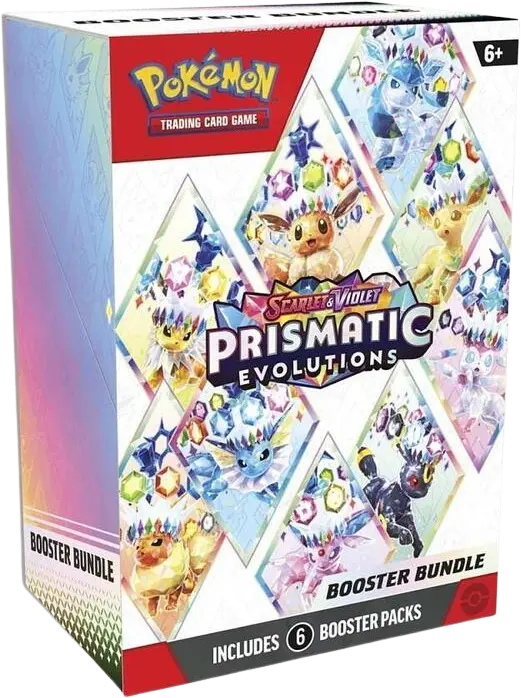 6+
POKéMON
TRADING CARD GAME
SCARLET & VIOLET
PRISMATIC
EVOLUTIONS
BOOSTER BUNDLE
BOOSTER BUNDLE
INCLUDES 6 BOOSTER PACKS